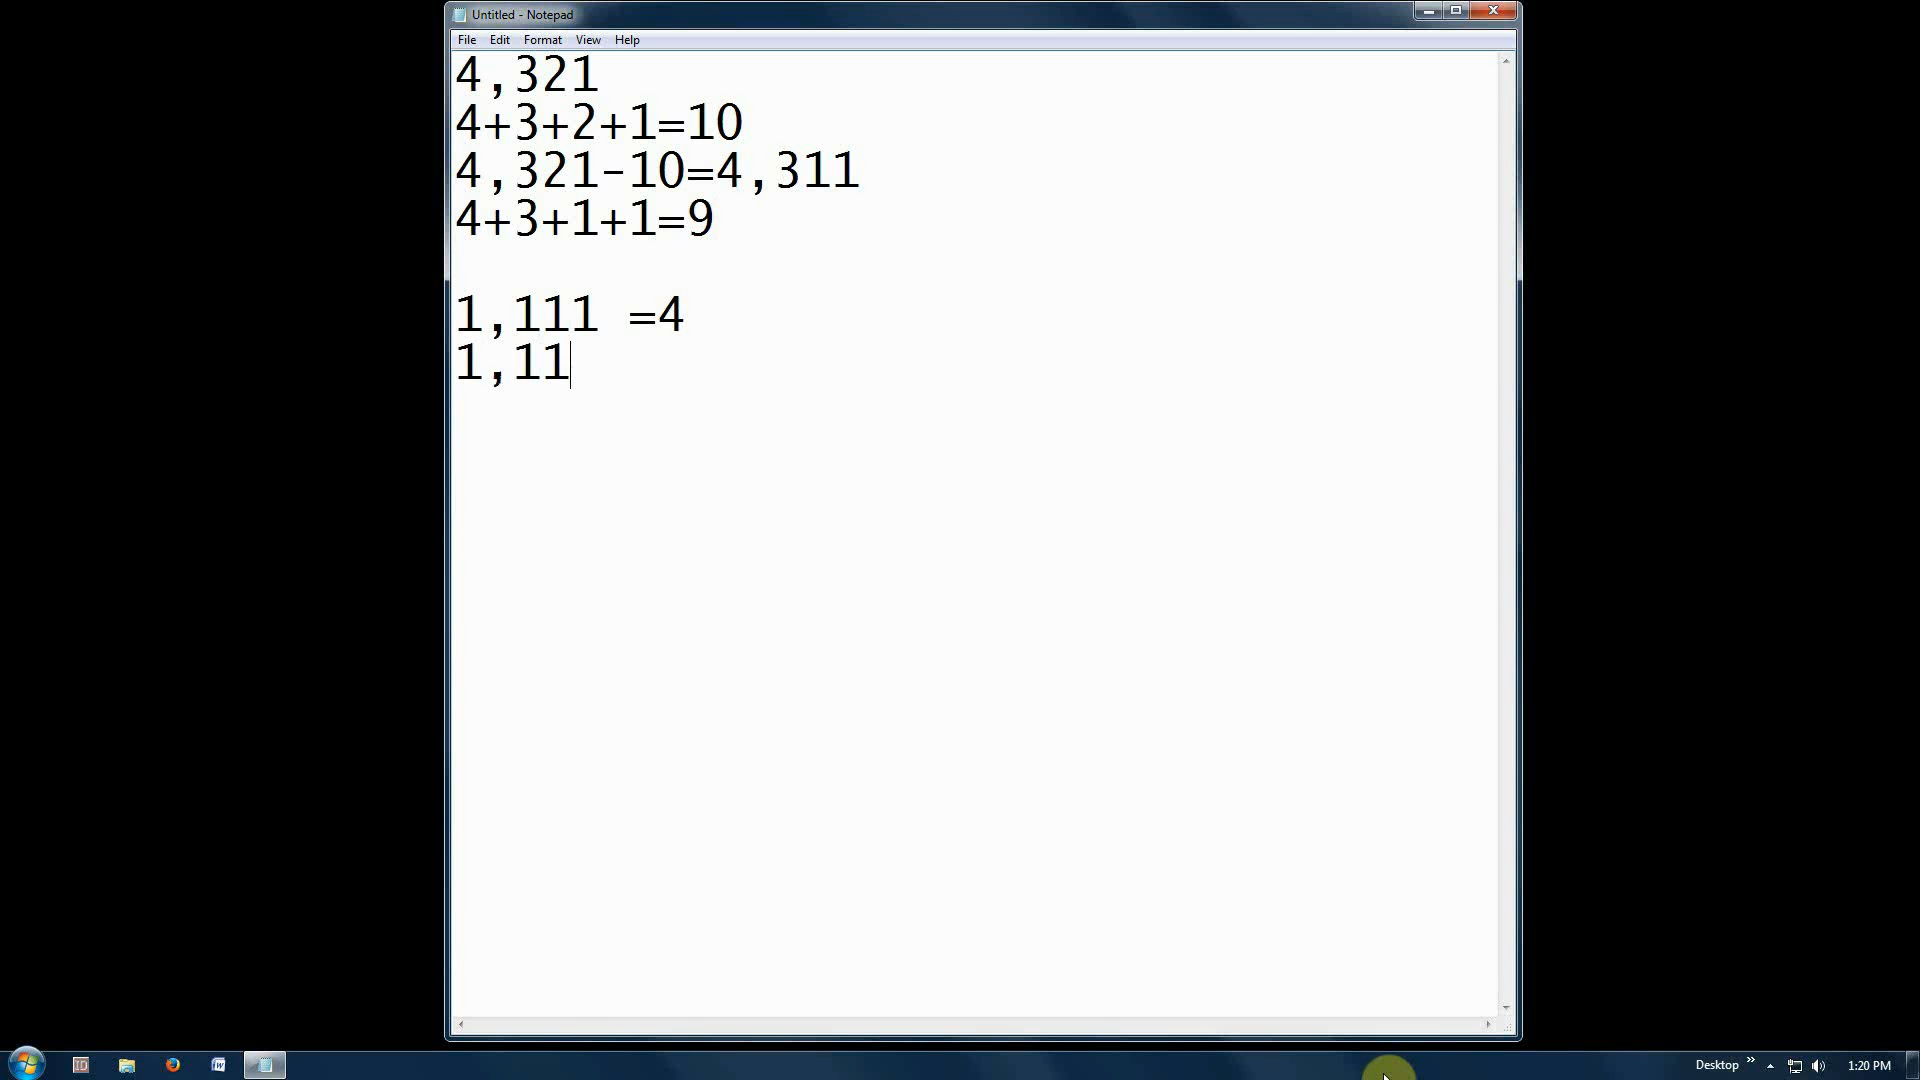 Untitled - Notepad
File Edit Format View Help
4,321
4+3+2+1=10
4,321-10=4,311
4+3+1+1=9
1,111 =4
1,11
Desktop » 1:20 PM